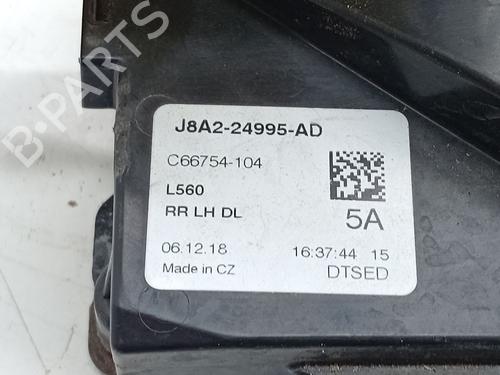 J8A2-24995-AD
C66754-104
L560
RR LH DL
5A
06.12.18 16:37:44 15
Made in CZ DTSED
B-PARTS